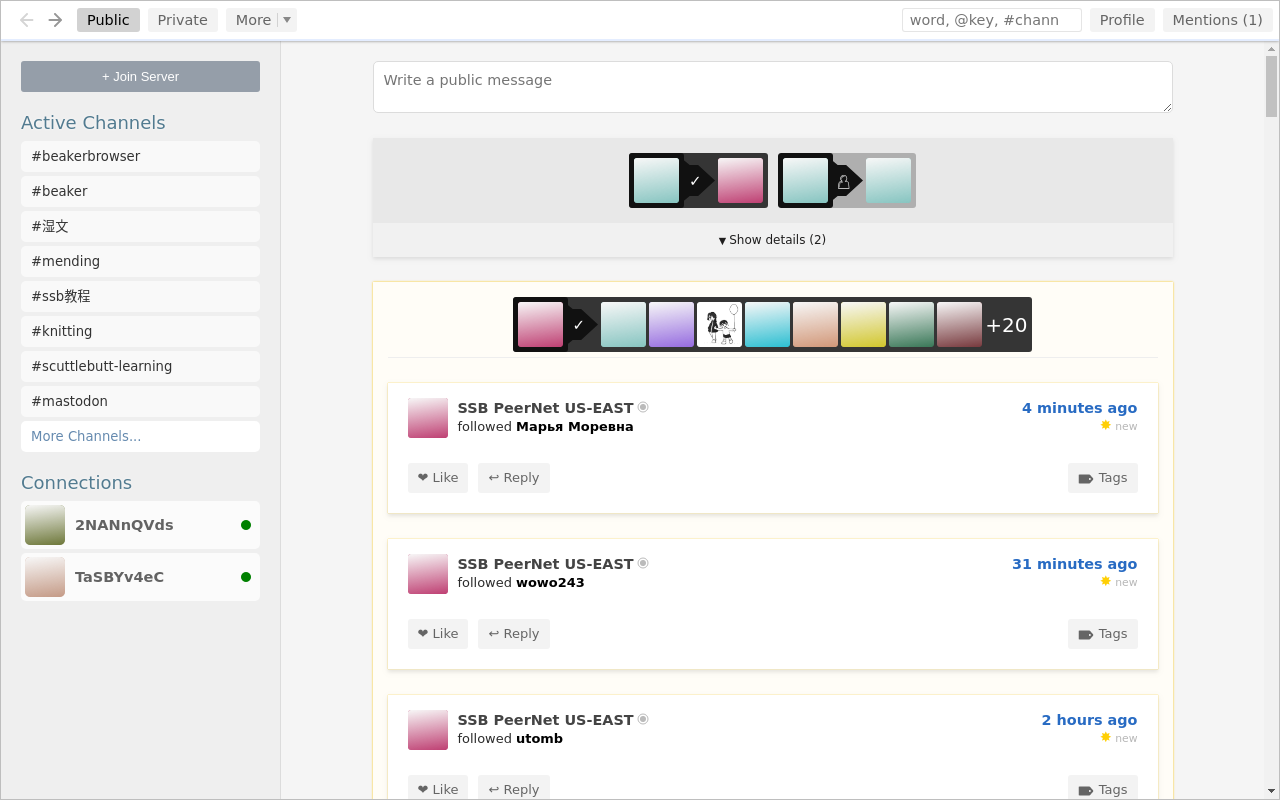 Public
Private
More
word, @key, #chann
Profile
Mentions (1)
+ Join Server
Active Channels
#beakerbrowser
#beaker
#湿文
#mending
#ssb教程
#knitting
#scuttlebutt-learning
#mastodon
More Channels...
Connections
2NANnQVds
TaSBYv4eC
Write a public message
Show details (2)
+20
SSB PeerNet US-EAST
4 minutes ago
followed Марья Моревна
new
Like
Reply
Tags
SSB PeerNet US-EAST
31 minutes ago
followed wowo243
new
Like
Reply
Tags
SSB PeerNet US-EAST
2 hours ago
followed utomb
new
Like
Reply
Tags